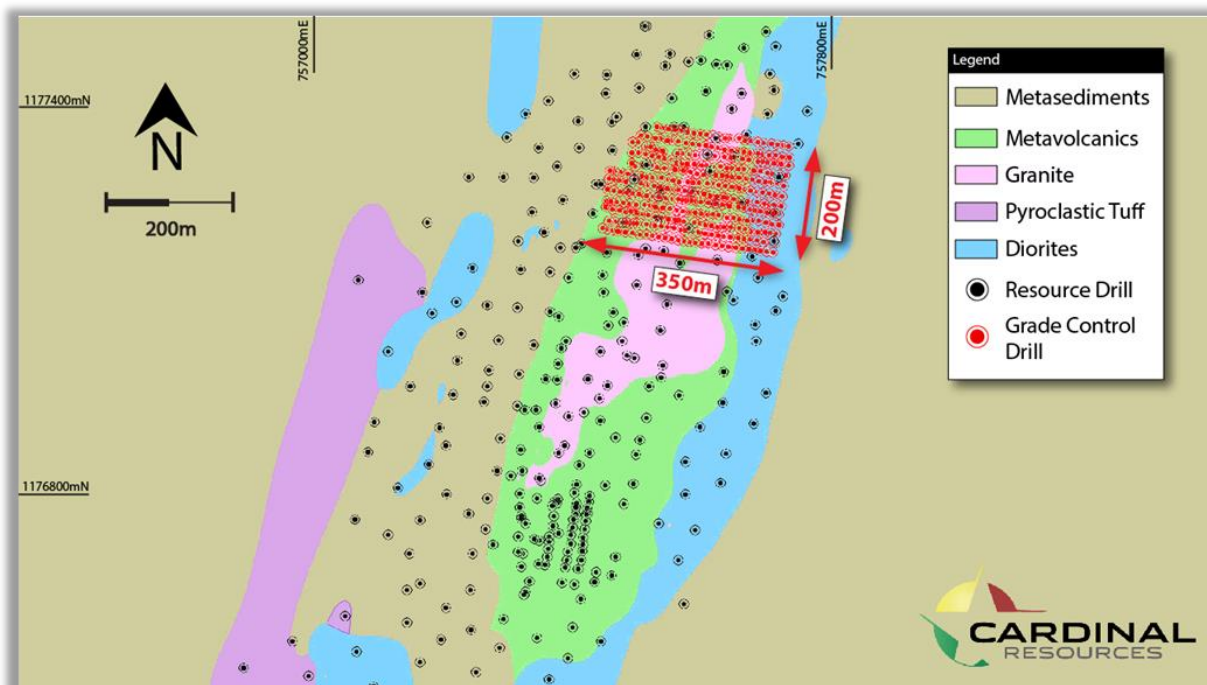 757000mE
757800mE
1177400mN
N
200m
1176800mN
350m
200m
Legend
Metasediments
Metavolcanics
Granite
Pyroclastic Tuff
Diorites
Resource Drill
Grade Control
Drill
CARDINAL
RESOURCES